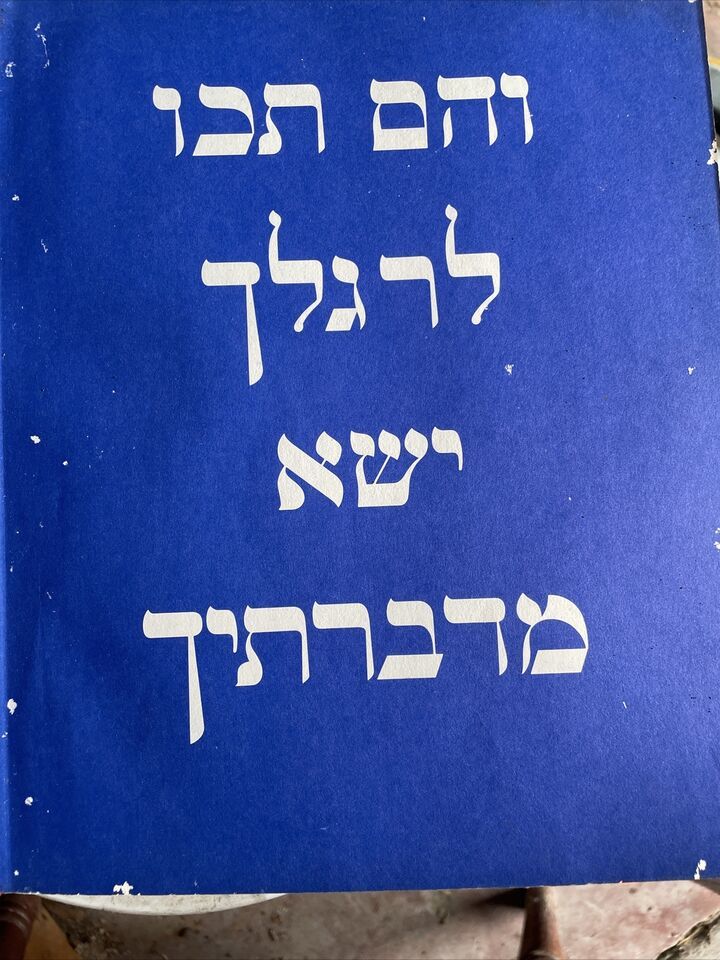 והם תכו
לרגלך
ישא
מדברתיך